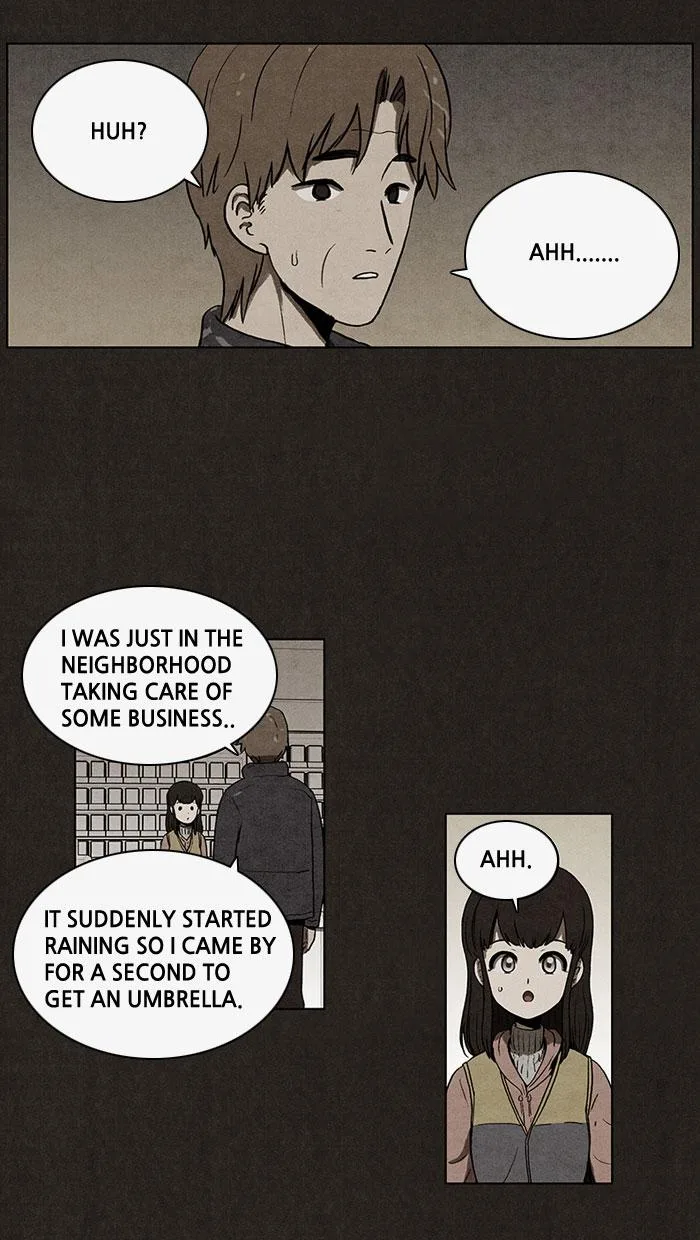 HUH?
AHH.......
I WAS JUST IN THE
NEIGHBORHOOD
TAKING CARE OF
SOME BUSINESS..
IT SUDDENLY STARTED
RAINING SO I CAME BY
FOR A SECOND TO
GET AN UMBRELLA.
AHH.